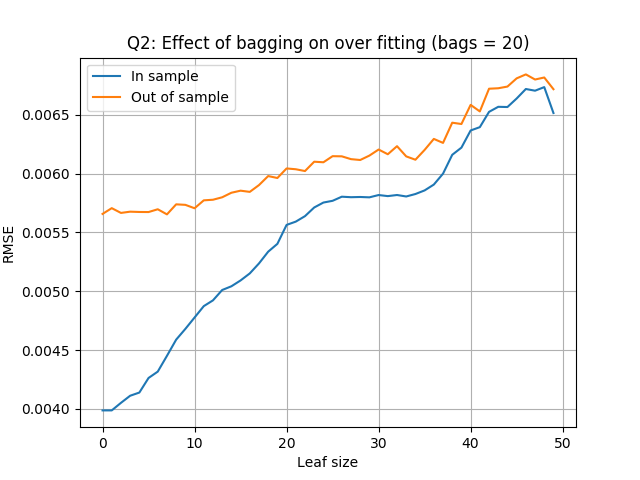 Q2: Effect of bagging on over fitting (bags = 20)
In sample
Out of sample
0.0065
0.0060
0.0055
0.0050
0.0045
0.0040
RMSE
0 10 20 30 40 50
Leaf size